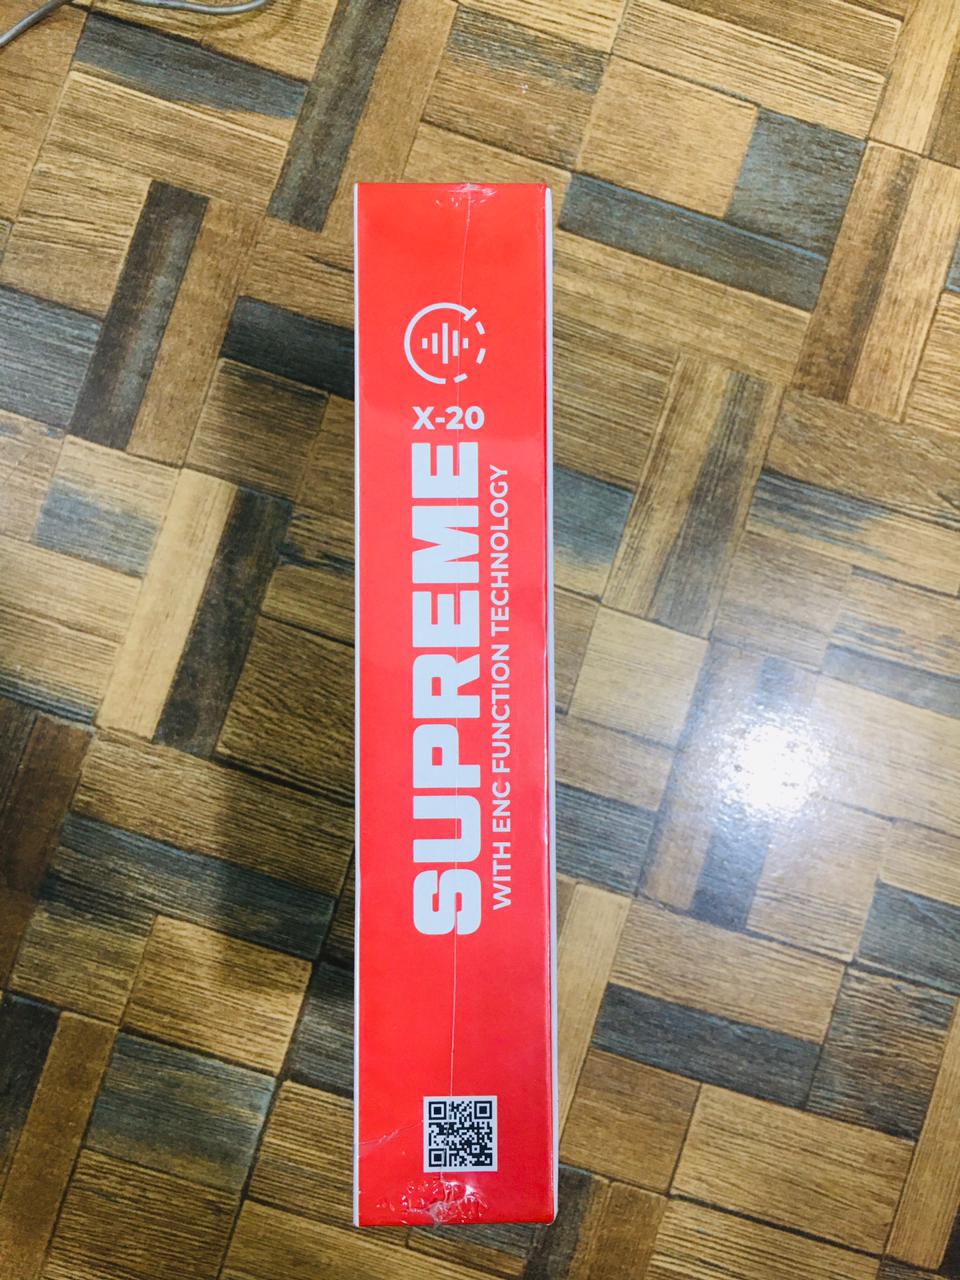 SUPREME
X-20
WITH ENC FUNCTION TECHNOLOGY